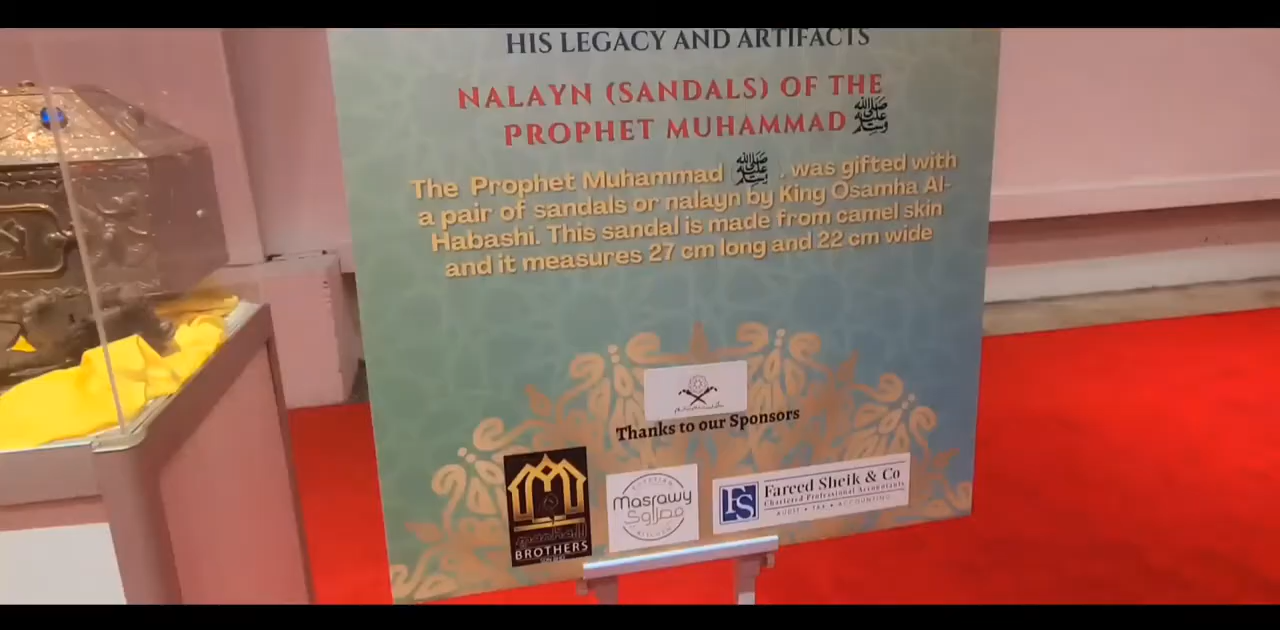 HIS LEGACY AND ARTIFACTS
NALAYN (SANDALS) OF THE
PROPHET MUHAMMAD ﷺ
The Prophet Muhammad ﷺ . was gifted with
a pair of sandals or nalayn by King Osamha Al-
Habashi. This sandal is made from camel skin
and it measures 27 cm long and 22 cm wide
Thanks to our Sponsors
BROTHERS
EGYPTIAN
Masrawy
مصراوي
KITCHEN
FS
Fareed Sheik & Co
Chartered Professional Accountants
AUDIT • TAX • ACCOUNTING